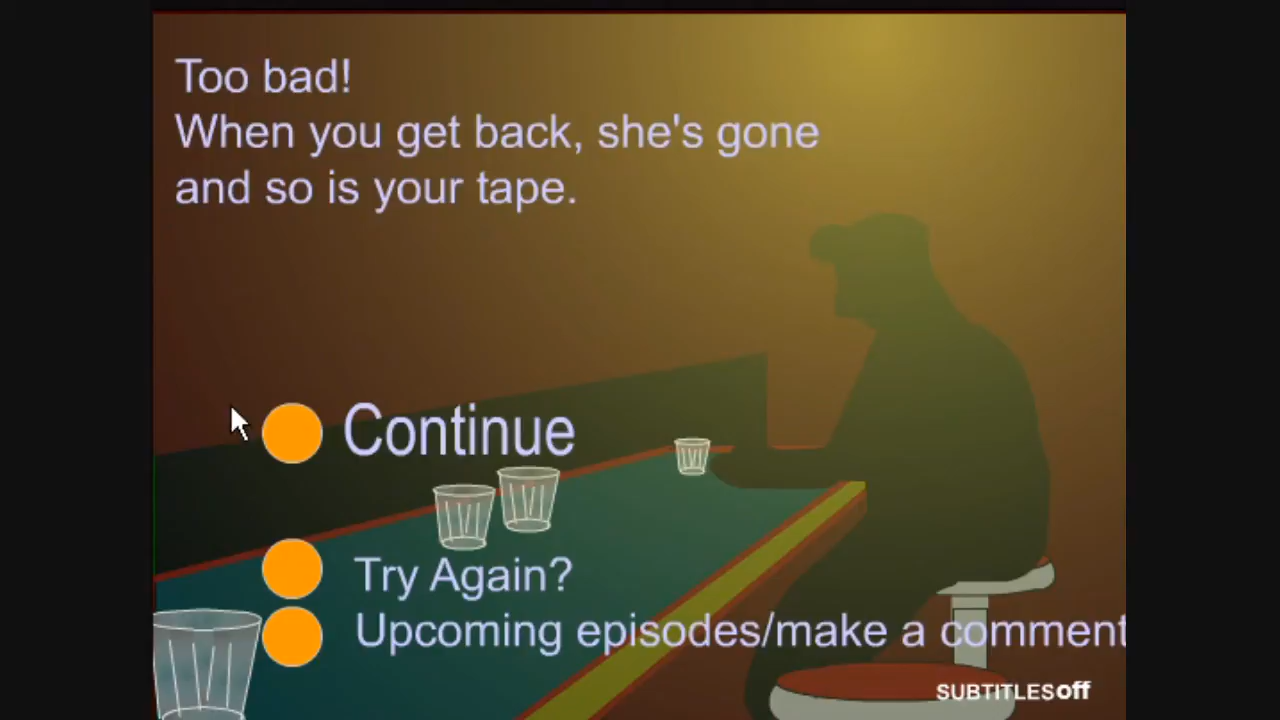 Too bad!
When you get back, she's gone
and so is your tape.
Continue
Try Again?
Upcoming episodes/make a comment
SUBTITLESoff